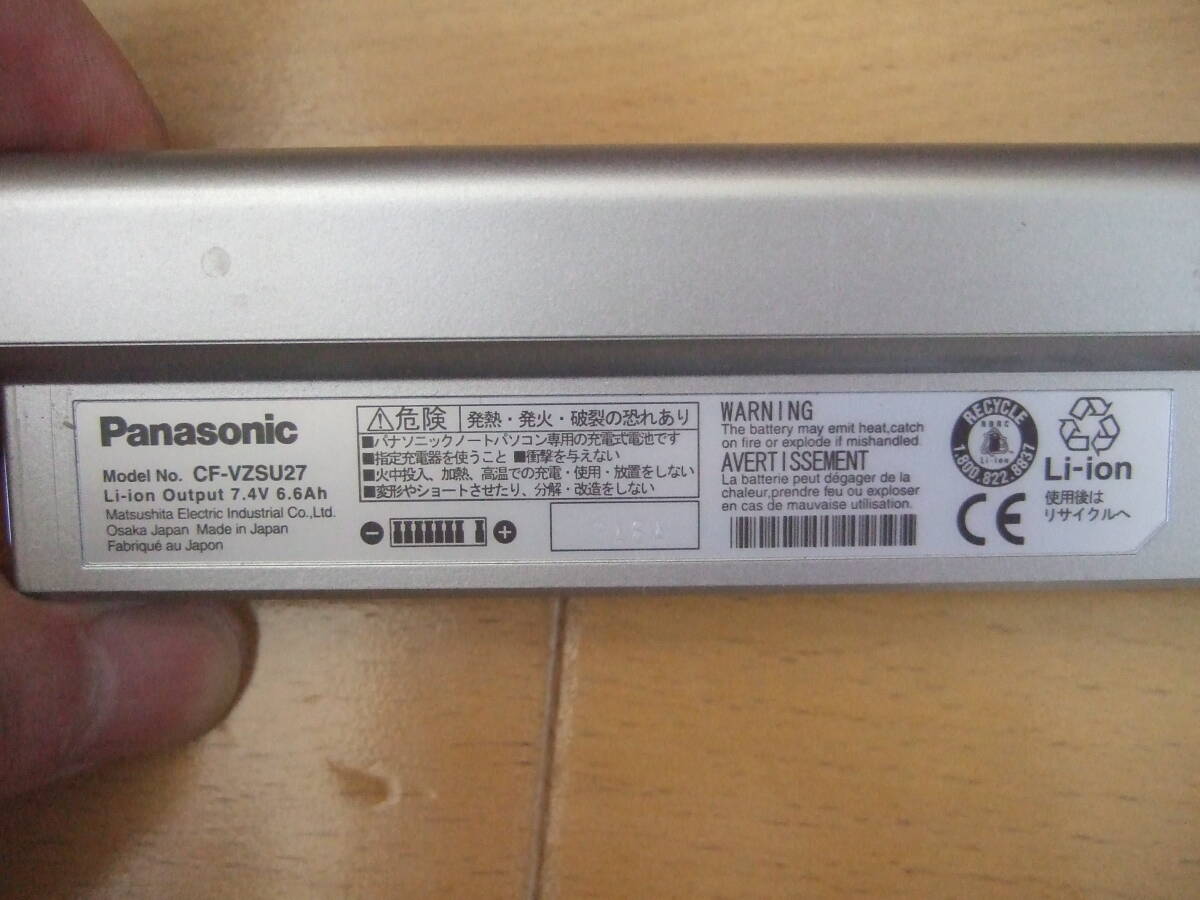 Panasonic
Model No. CF-VZSU27
Li-ion Output 7.4V 6.6Ah
Matsushita Electric Industrial Co.,Ltd.
Osaka Japan Made in Japan
Fabriqué au Japon
危険 発熱・発火・破裂の恐れあり
■パナソニックノートパソコン専用の充電式電池です
■指定充電器を使うこと ■衝撃を与えない
■火中投入、加熱、高温での充電・使用・放置をしない
■変形やショートさせたり、分解・改造をしない
WARNING
The battery may emit heat,catch
on fire or explode if mishandled.
AVERTISSEMENT
La batterie peut dégager de la
chaleur,prendre feu ou exploser
en cas de mauvaise utilisation.
RECYCLE
RBRC
Li-ion
1.800.822.8837
CE
Li-ion
使用後は
リサイクルへ